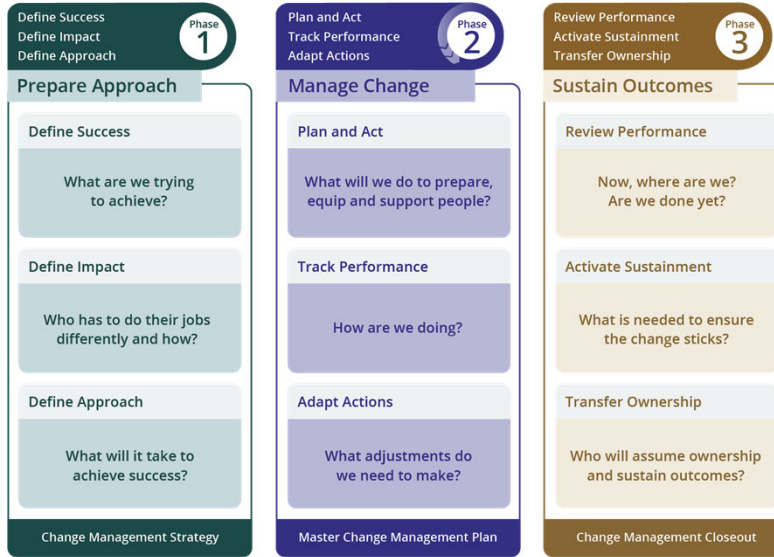 Define Success
Define Impact
Define Approach
Phase
1
Prepare Approach
Define Success
What are we trying
to achieve?
Define Impact
Who has to do their jobs
differently and how?
Define Approach
What will it take to
achieve success?
Change Management Strategy
Plan and Act
Track Performance
Adapt Actions
Phase
2
Manage Change
Plan and Act
What will we do to prepare,
equip and support people?
Track Performance
How are we doing?
Adapt Actions
What adjustments do
we need to make?
Master Change Management Plan
Review Performance
Activate Sustainment
Transfer Ownership
Phase
3
Sustain Outcomes
Review Performance
Now, where are we?
Are we done yet?
Activate Sustainment
What is needed to ensure
the change sticks?
Transfer Ownership
Who will assume ownership
and sustain outcomes?
Change Management Closeout